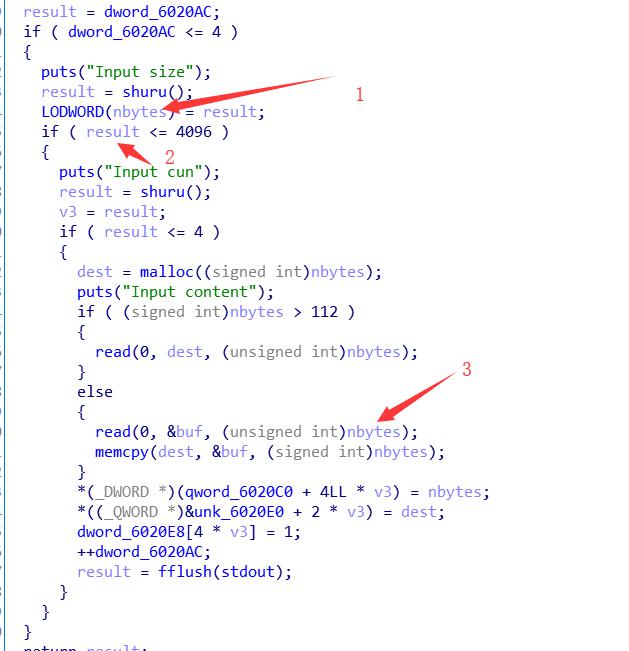 result = dword_6020AC;
if ( dword_6020AC <= 4 )
{
puts("Input size");
result = shuru();
1
LODWORD(nbytes) = result;
if ( result <= 4096 )
2
{
puts("Input cun");
result = shuru();
v3 = result;
if ( result <= 4 )
{
dest = malloc((signed int)nbytes);
puts("Input content");
if ( (signed int)nbytes > 112 )
{
read(0, dest, (unsigned int)nbytes);
}
3
else
{
read(0, &buf, (unsigned int)nbytes);
memcpy(dest, &buf, (signed int)nbytes);
}
*(_DWORD *)(qword_6020C0 + 4LL * v3) = nbytes;
*((_QWORD *)&unk_6020E0 + 2 * v3) = dest;
dword_6020E8[4 * v3] = 1;
++dword_6020AC;
result = fflush(stdout);
}
}
}
return result;